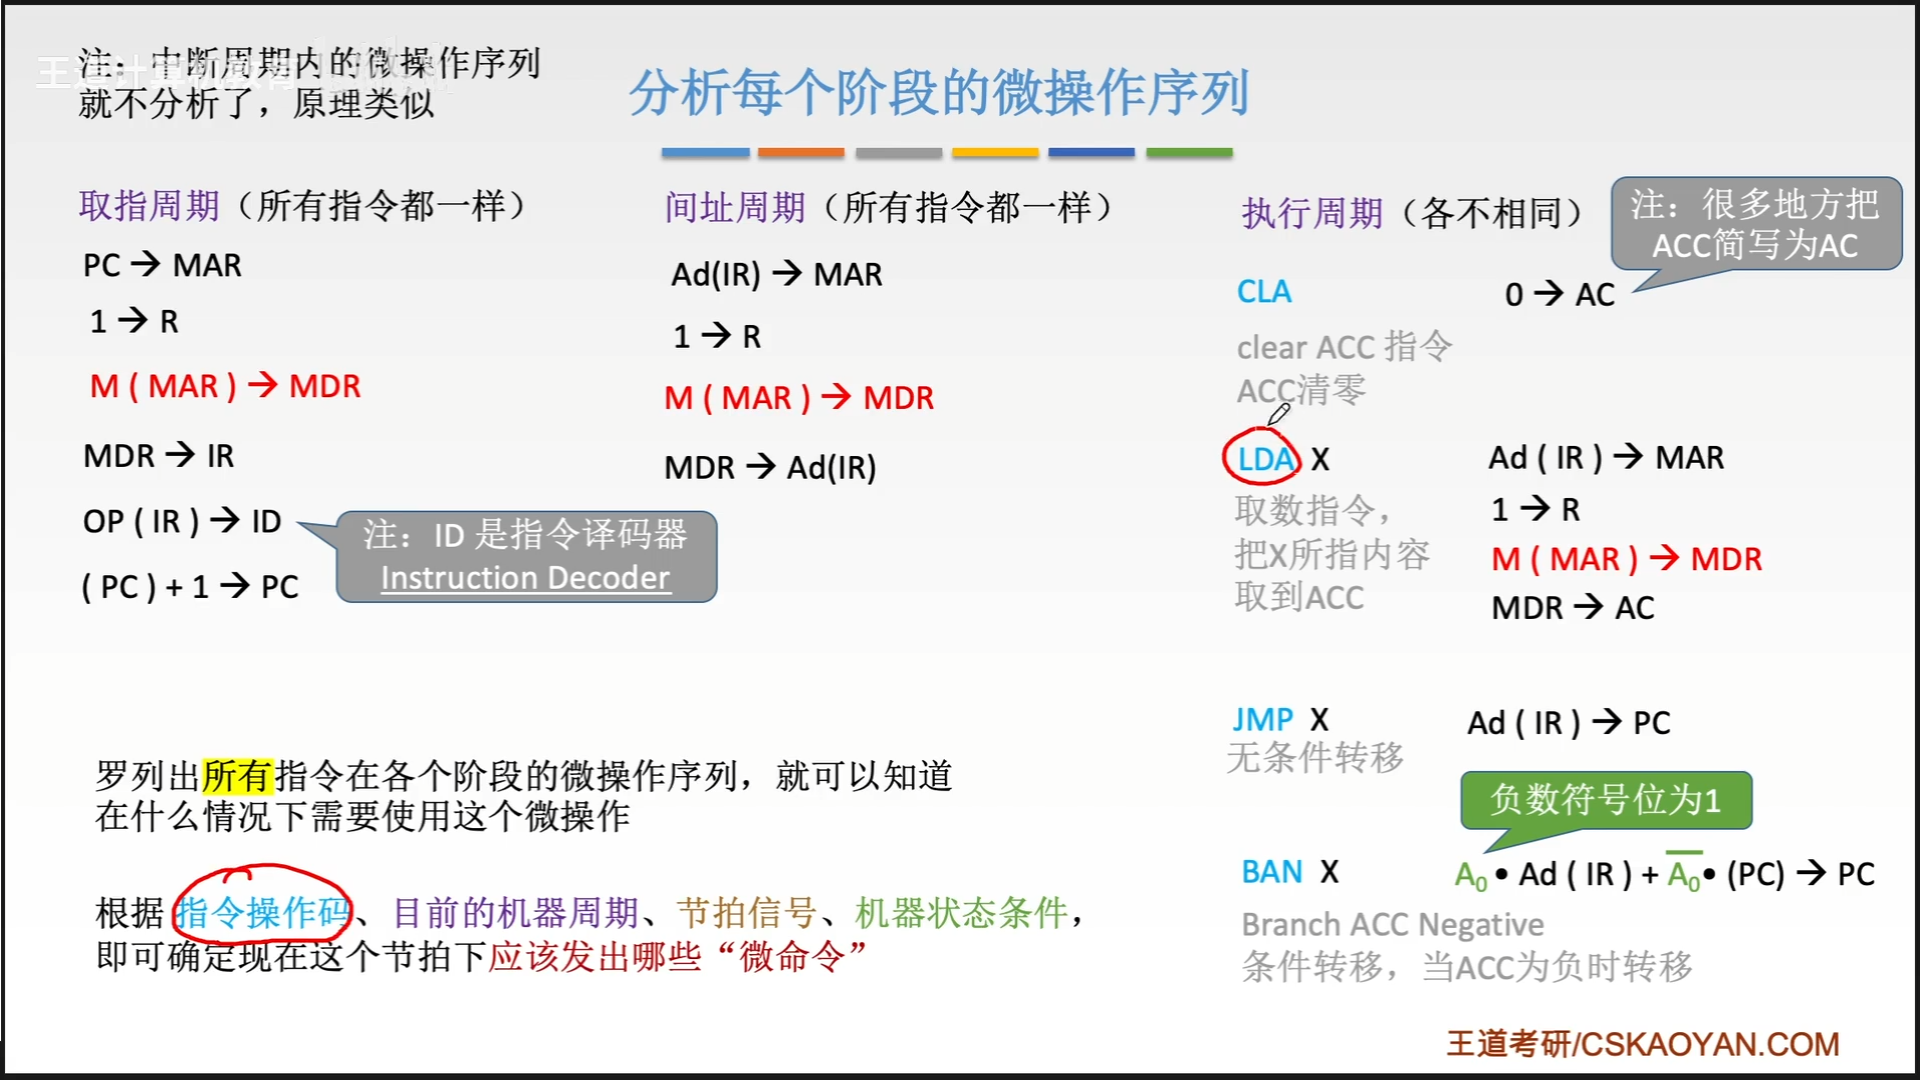 注：中断周期内的微操作序列
就不分析了，原理类似
王道计算机教育
分析每个阶段的微操作序列
取指周期（所有指令都一样）
PC → MAR
1 → R
M ( MAR ) → MDR
MDR → IR
OP ( IR ) → ID
( PC ) + 1 → PC
注：ID 是指令译码器
Instruction Decoder
间址周期（所有指令都一样）
Ad(IR) → MAR
1 → R
M ( MAR ) → MDR
MDR → Ad(IR)
执行周期（各不相同）
注：很多地方把
ACC简写为AC
CLA 0 → AC
clear ACC 指令
ACC清零
LDA X
取数指令，
把X所指内容
取到ACC
Ad ( IR ) → MAR
1 → R
M ( MAR ) → MDR
MDR → AC
JMP X Ad ( IR ) → PC
无条件转移
负数符号位为1
BAN X A₀ • Ad ( IR ) + A̅₀ • (PC) → PC
Branch ACC Negative
条件转移，当ACC为负时转移
罗列出所有指令在各个阶段的微操作序列，就可以知道
在什么情况下需要使用这个微操作
根据指令操作码、目前的机器周期、节拍信号、机器状态条件，
即可确定现在这个节拍下应该发出哪些“微命令”
王道考研/CSKAOYAN.COM